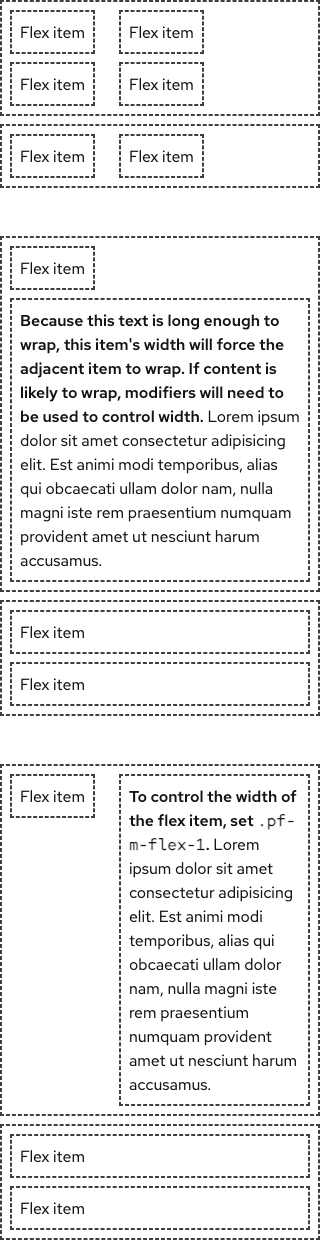 Flex item
Flex item
Flex item
Flex item
Flex item
Flex item
Flex item
Because this text is long enough to
wrap, this item's width will force the
adjacent item to wrap. If content is
likely to wrap, modifiers will need to
be used to control width. Lorem ipsum
dolor sit amet consectetur adipisicing
elit. Est animi modi temporibus, alias
qui obcaecati ullam dolor nam, nulla
magni iste rem praesentium numquam
provident amet ut nesciunt harum
accusamus.
Flex item
Flex item
Flex item
To control the width of
the flex item, set .pf-
m-flex-1. Lorem
ipsum dolor sit amet
consectetur adipisicing
elit. Est animi modi
temporibus, alias qui
obcaecati ullam dolor
nam, nulla magni iste
rem praesentium
numquam provident
amet ut nesciunt harum
accusamus.
Flex item
Flex item